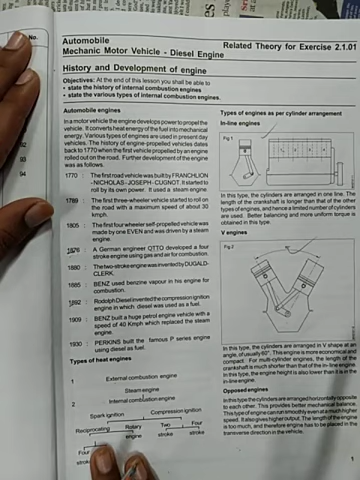 No.
Automobile
Mechanic Motor Vehicle - Diesel Engine
Related Theory for Exercise 2.1.01
History and Development of engine
Objectives: At the end of this lesson you shall be able to
• state the history of internal combustion engines
• state the various types of internal combustion engines.
Automobile engines
In a motor vehicle the engine develops power to propel the
vehicle. It converts heat energy of the fuel into mechanical
energy. Various types of engines are used in present day
vehicles. The history of engine-propelled vehicles dates
back to 1770 when the first vehicle propelled by an engine
rolled out on the road. Further development of the engine
was as follows.
1770 : The first road vehicle was built by FRANCHLION
-NICHOLAS-JOSEPH-CUGNOT. It started to
roll by its own power. It used a steam engine.
1789 : The first three-wheeler vehicle started to roll on
the road with a maximum speed of about 30
kmph.
1805 : The first four wheeler self-propelled vehicle was
made by one EVEN and was driven by a steam
engine.
1876 : A German engineer OTTO developed a four
stroke engine using gas and air for combustion.
1880 : The two-stroke engine was invented by DUGALD-
CLERK.
1885 : BENZ used benzine vapour in his engine for
combustion.
1892 : Rodolph Diesel invented the compression ignition
engine in which diesel was used as a fuel.
1909 : BENZ built a huge petrol engine vehicle with a
speed of 40 Kmph which replaced the steam
engine.
1930 : PERKINS built the famous P series engine
using diesel as fuel.
Types of heat engines
1 External combustion engine
Steam engine
2 Internal combustion engine
Spark ignition Compression ignition
Reciprocating Rotary engine Two stroke Four stroke
Four
stroke
Types of engines as per cylinder arrangement
In-line engines
Fig 1
In this type, the cylinders are arranged in one line. The
length of the crankshaft is longer than that of the other
types of engines, and hence a limited number of cylinders
are used. Better balancing and more uniform torque is
obtained in this type.
V engines
Fig 2
In this type, the cylinders are arranged in V shape at an
angle, of usually 60°. This engine is more economical and
compact. For multi-cylinder engines, the length of the
crankshaft is much shorter than that of the in-line engine.
In this type, the engine height is also lower than in the
in-line engine.
Opposed engines
In this type the cylinders are arranged horizontally opposite
to each other. This provides better mechanical balance.
This type of engine can run smoothly even at a much higher
speed. It also gives higher output. The length of the engine
is too much, and therefore engine has to be placed in the
transverse direction in the vehicle.
1
92
93
94